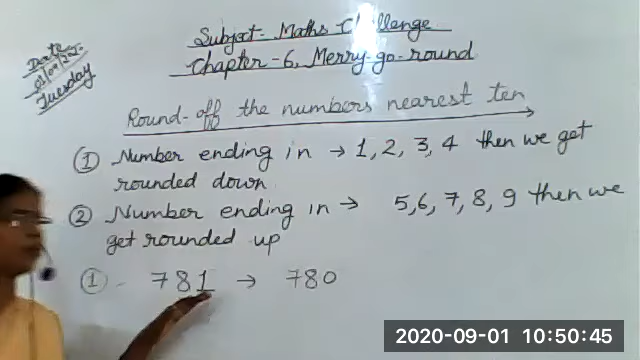 Subject- Maths Challenge
Chapter-6, Merry-go-round
Date
01/09/2020
Tuesday
Round-off the numbers nearest ten
① Number ending in → 1, 2, 3, 4 then we get
rounded down
② Number ending in → 5, 6, 7, 8, 9 then we
get rounded up
① - 781 → 780
2020-09-01 10:50:45